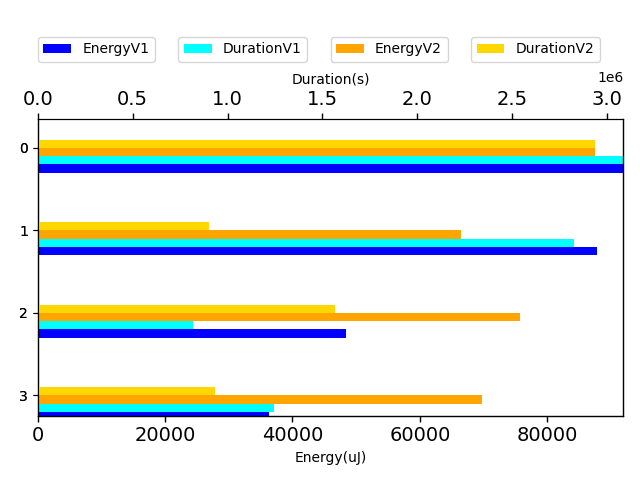 EnergyV1 DurationV1 EnergyV2 DurationV2
Duration(s)
1e6
0.0 0.5 1.0 1.5 2.0 2.5 3.0
0
1
2
3
0 20000 40000 60000 80000
Energy(uJ)